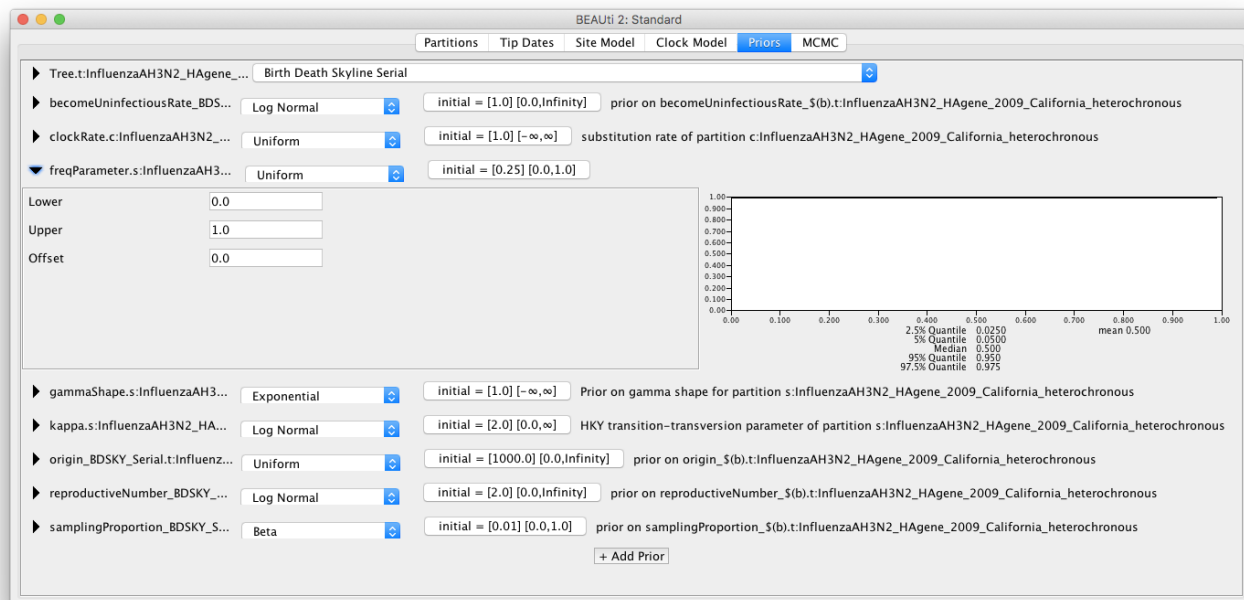 BEAUti 2: Standard
Partitions Tip Dates Site Model Clock Model Priors MCMC
Tree.t:InfluenzaAH3N2_HAgene_... Birth Death Skyline Serial
becomeUninfectiousRate_BDS... Log Normal initial = [1.0] [0.0,Infinity] prior on becomeUninfectiousRate_$(b).t:InfluenzaAH3N2_HAgene_2009_California_heterochronous
clockRate.c:InfluenzaAH3N2_... Uniform initial = [1.0] [-∞,∞] substitution rate of partition c:InfluenzaAH3N2_HAgene_2009_California_heterochronous
freqParameter.s:InfluenzaAH3... Uniform initial = [0.25] [0.0,1.0]
Lower 0.0
Upper 1.0
Offset 0.0
1.00
0.900
0.800
0.700
0.600
0.500
0.400
0.300
0.200
0.100
0.00
0.00 0.100 0.200 0.300 0.400 0.500 0.600 0.700 0.800 0.900 1.00
2.5% Quantile 0.0250 mean 0.500
5% Quantile 0.0500
Median 0.500
95% Quantile 0.950
97.5% Quantile 0.975
gammaShape.s:InfluenzaAH3... Exponential initial = [1.0] [-∞,∞] Prior on gamma shape for partition s:InfluenzaAH3N2_HAgene_2009_California_heterochronous
kappa.s:InfluenzaAH3N2_HA... Log Normal initial = [2.0] [0.0,∞] HKY transition-transversion parameter of partition s:InfluenzaAH3N2_HAgene_2009_California_heterochronous
origin_BDSKY_Serial.t:Influenz... Uniform initial = [1000.0] [0.0,Infinity] prior on origin_$(b).t:InfluenzaAH3N2_HAgene_2009_California_heterochronous
reproductiveNumber_BDSKY_... Log Normal initial = [2.0] [0.0,Infinity] prior on reproductiveNumber_$(b).t:InfluenzaAH3N2_HAgene_2009_California_heterochronous
samplingProportion_BDSKY_S... Beta initial = [0.01] [0.0,1.0] prior on samplingProportion_$(b).t:InfluenzaAH3N2_HAgene_2009_California_heterochronous
+ Add Prior